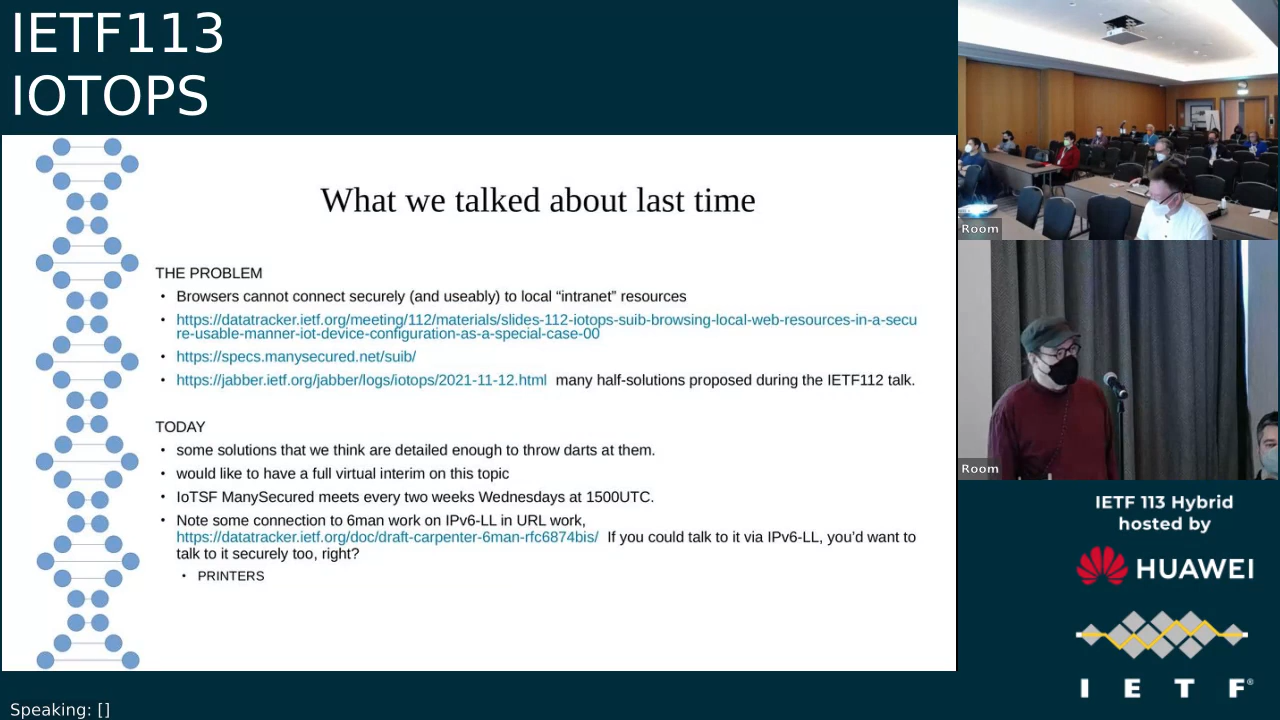 IETF113
IOTOPS
What we talked about last time
THE PROBLEM
• Browsers cannot connect securely (and useably) to local “intranet” resources
• https://datatracker.ietf.org/meeting/112/materials/slides-112-iotops-suib-browsing-local-web-resources-in-a-secu
re-usable-manner-iot-device-configuration-as-a-special-case-00
• https://specs.manysecured.net/suib/
• https://jabber.ietf.org/jabber/logs/iotops/2021-11-12.html many half-solutions proposed during the IETF112 talk.
TODAY
• some solutions that we think are detailed enough to throw darts at them.
• would like to have a full virtual interim on this topic
• IoTSF ManySecured meets every two weeks Wednesdays at 1500UTC.
• Note some connection to 6man work on IPv6-LL in URL work,
https://datatracker.ietf.org/doc/draft-carpenter-6man-rfc6874bis/ If you could talk to it via IPv6-LL, you’d want to
talk to it securely too, right?
• PRINTERS
Room
Room
IETF 113 Hybrid
hosted by
HUAWEI
I E T F®
Speaking: []